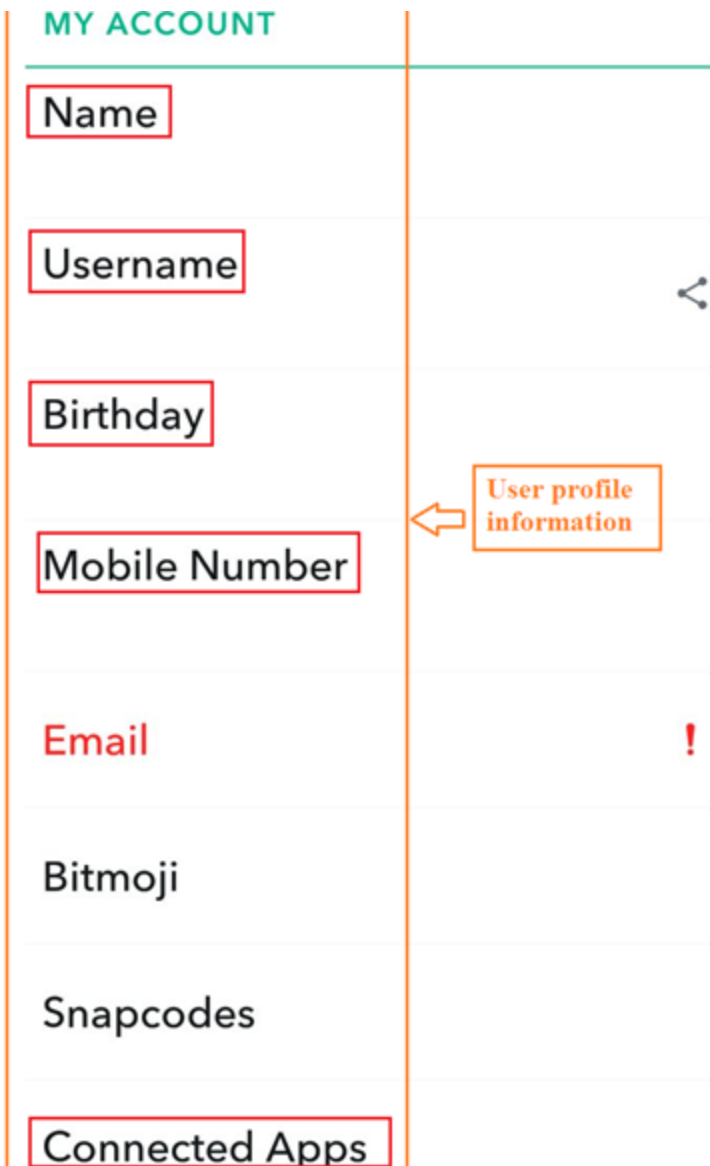 MY ACCOUNT
Name
Username
Birthday
User profile
information
Mobile Number
Email
!
Bitmoji
Snapcodes
Connected Apps